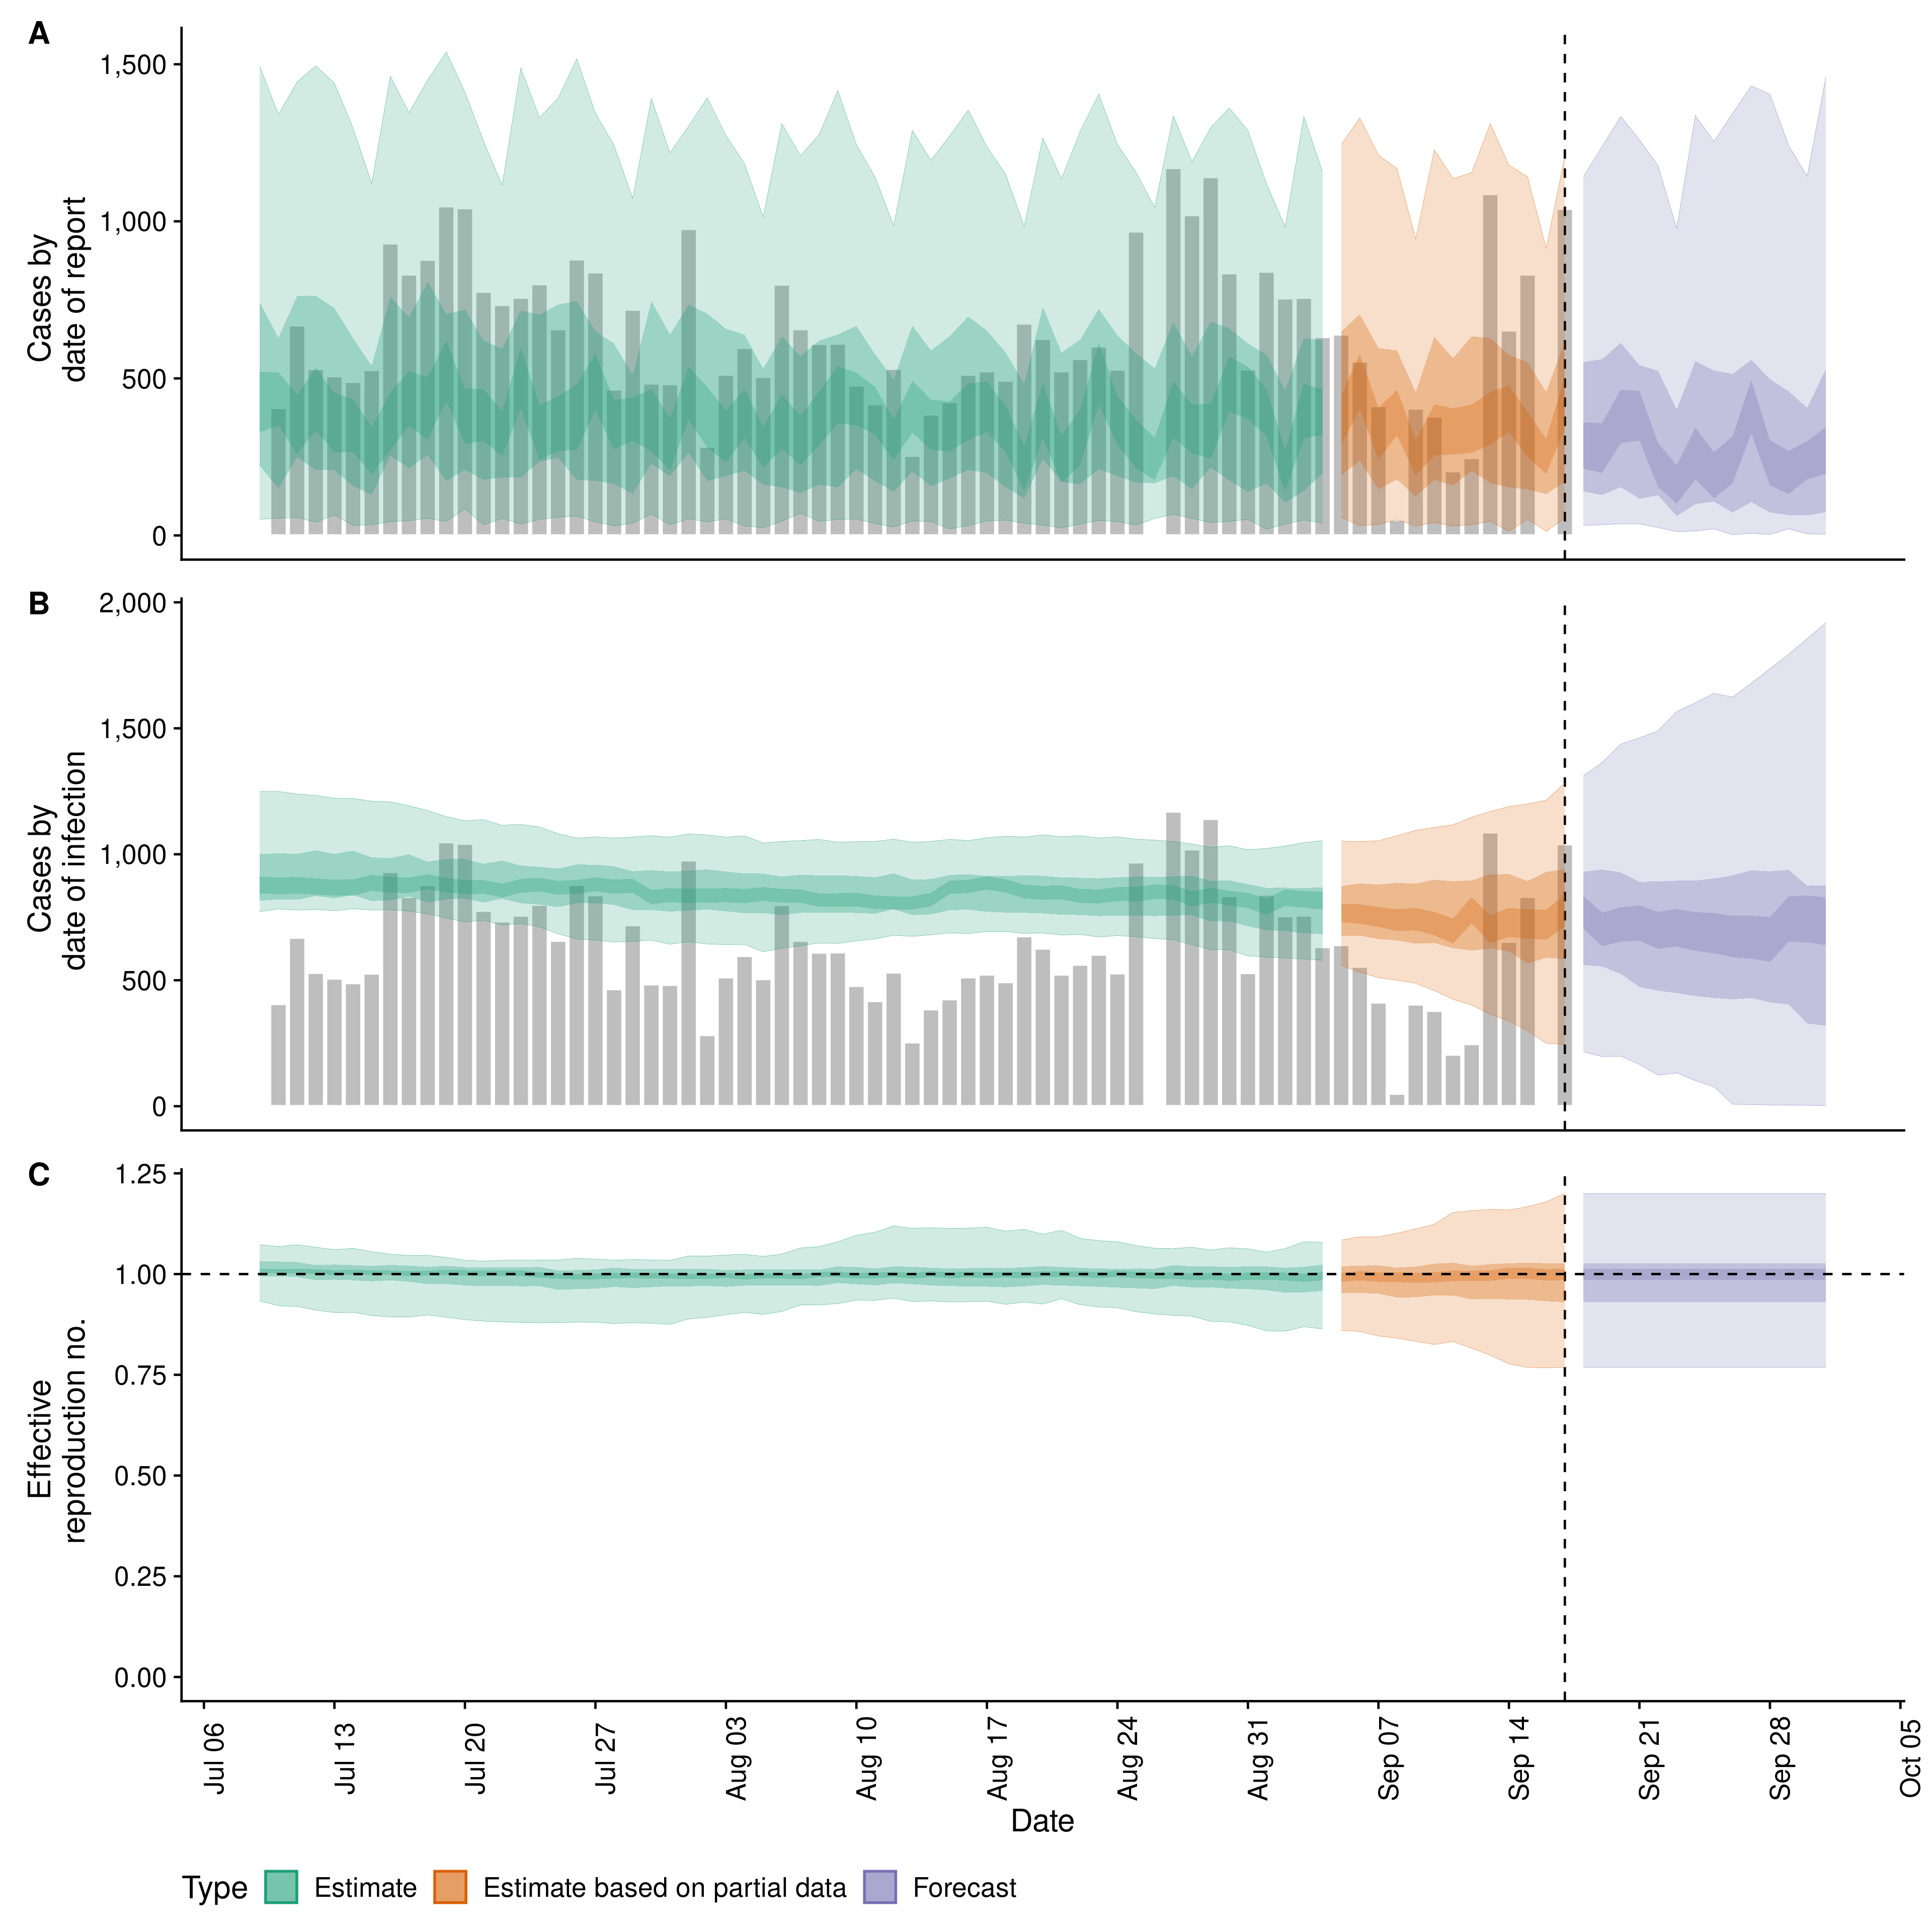 A
Cases by
date of report
1,500
1,000
500
0
B
Cases by
date of infection
2,000
1,500
1,000
500
0
C
Effective
reproduction no.
1.25
1.00
0.75
0.50
0.25
0.00
Jul 06
Jul 13
Jul 20
Jul 27
Aug 03
Aug 10
Aug 17
Aug 24
Aug 31
Sep 07
Sep 14
Sep 21
Sep 28
Oct 05
Date
Type Estimate Estimate based on partial data Forecast